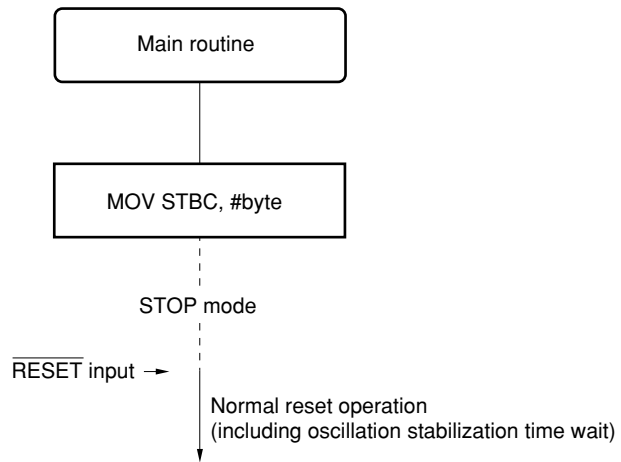 Main routine
MOV STBC, #byte
STOP mode
RESET input
Normal reset operation
(including oscillation stabilization time wait)